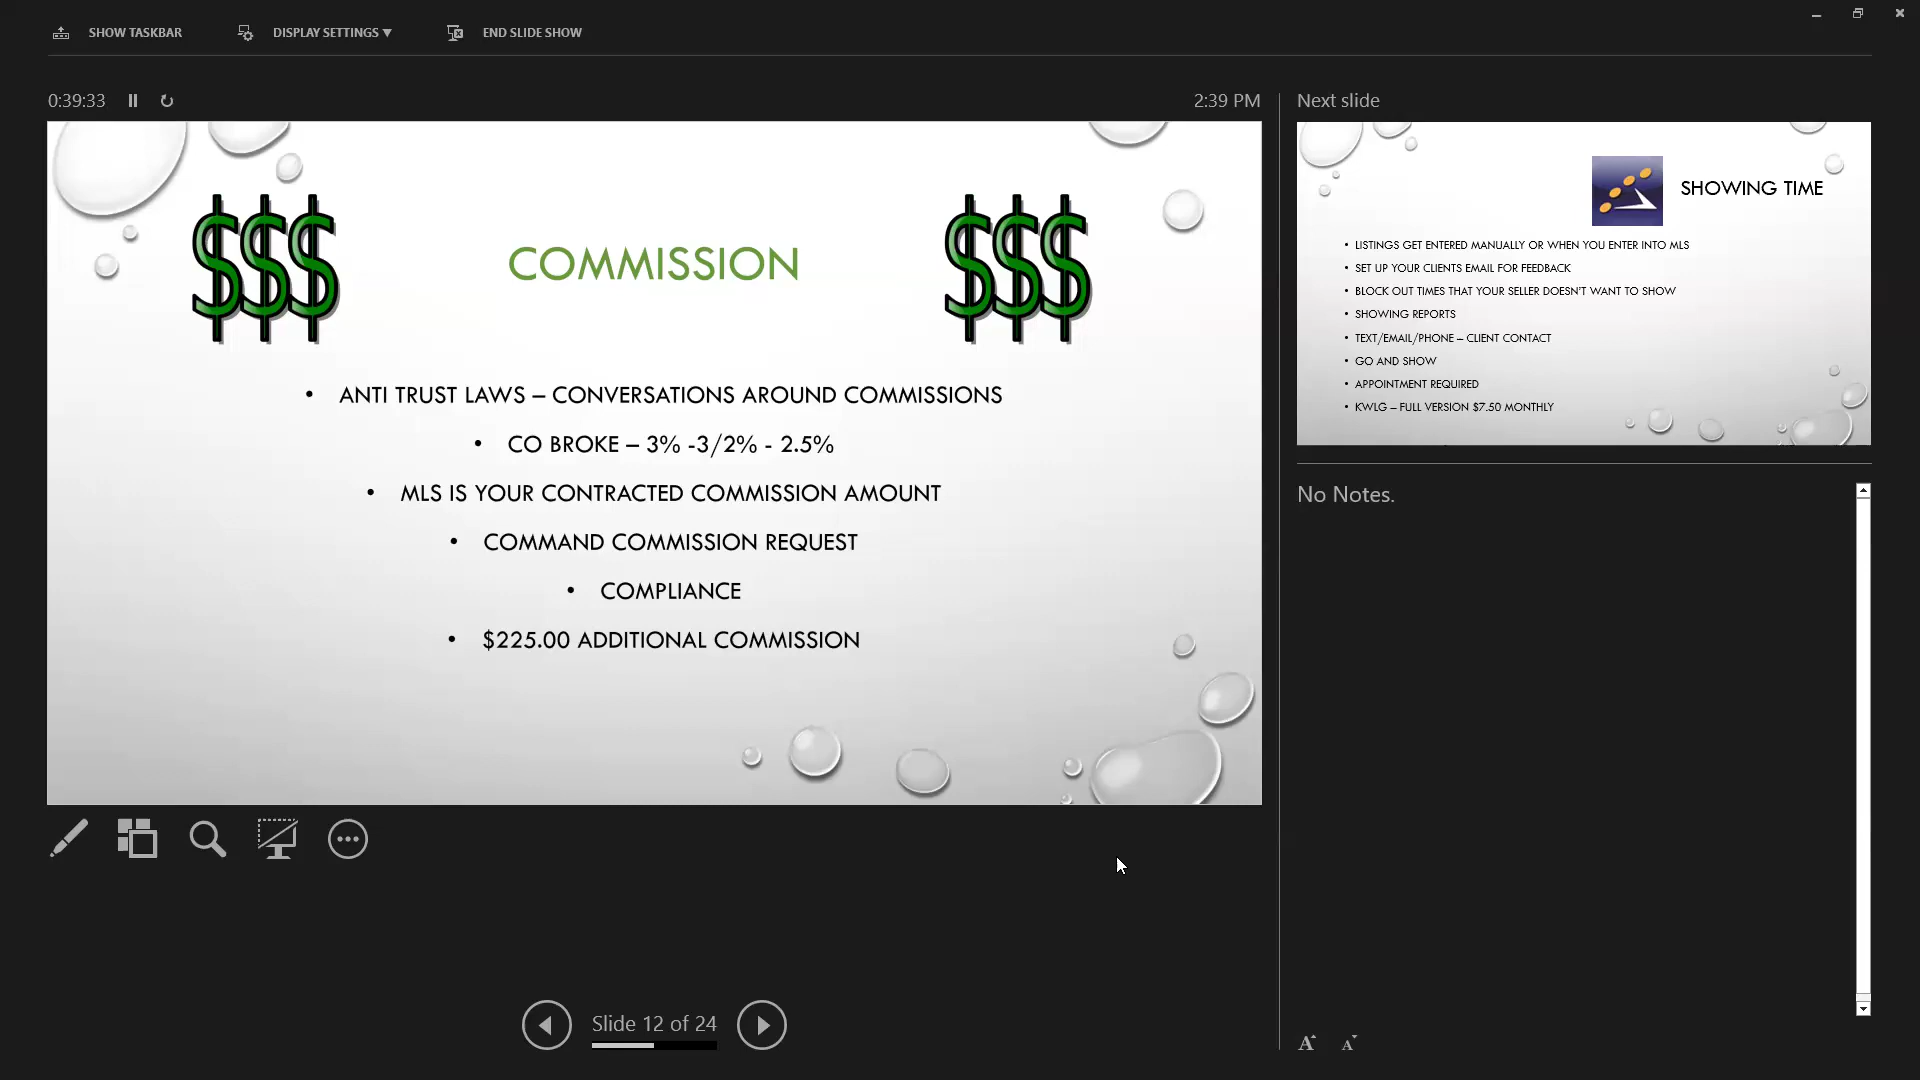 SHOW TASKBAR
DISPLAY SETTINGS ▼
END SLIDE SHOW
0:39:33
2:39 PM
$$$
COMMISSION
$$$
• ANTI TRUST LAWS – CONVERSATIONS AROUND COMMISSIONS
• CO BROKE – 3% -3/2% - 2.5%
• MLS IS YOUR CONTRACTED COMMISSION AMOUNT
• COMMAND COMMISSION REQUEST
• COMPLIANCE
• $225.00 ADDITIONAL COMMISSION
Slide 12 of 24
Next slide
SHOWING TIME
• LISTINGS GET ENTERED MANUALLY OR WHEN YOU ENTER INTO MLS
• SET UP YOUR CLIENTS EMAIL FOR FEEDBACK
• BLOCK OUT TIMES THAT YOUR SELLER DOESN'T WANT TO SHOW
• SHOWING REPORTS
• TEXT/EMAIL/PHONE – CLIENT CONTACT
• GO AND SHOW
• APPOINTMENT REQUIRED
• KWLG – FULL VERSION $7.50 MONTHLY
No Notes.
A A